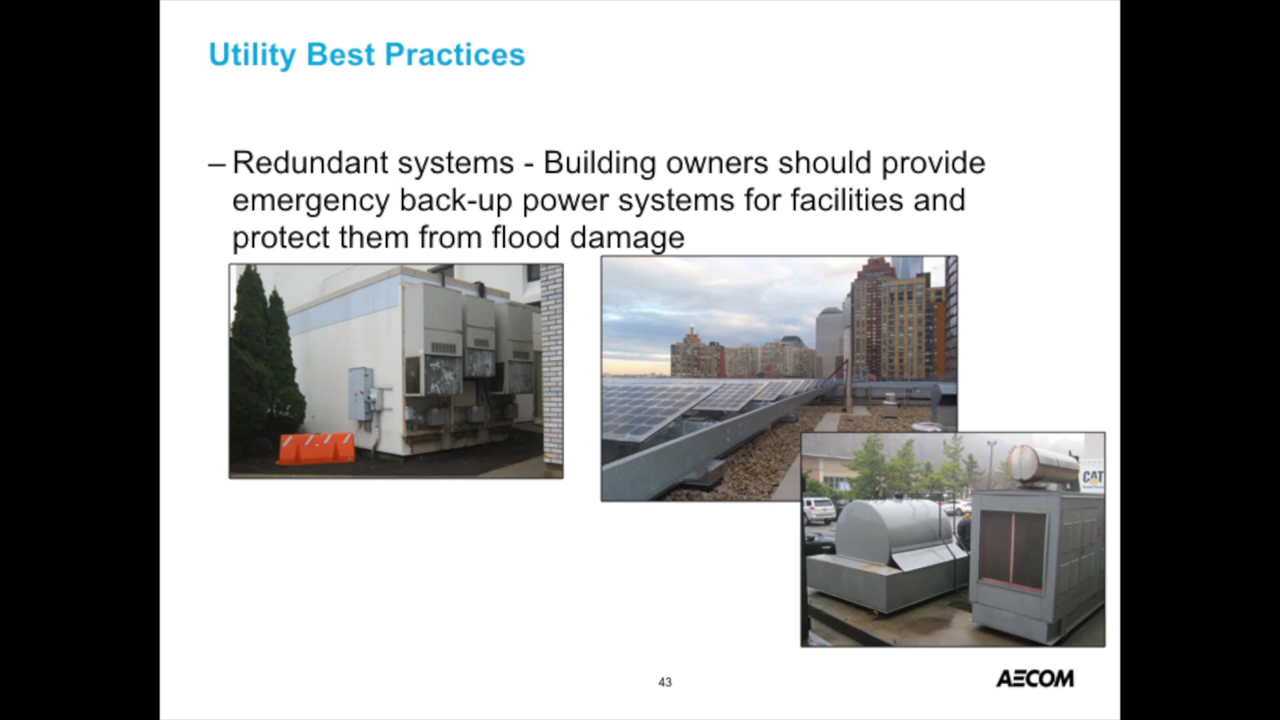 Utility Best Practices
– Redundant systems - Building owners should provide
emergency back-up power systems for facilities and
protect them from flood damage
CAT
43
AECOM